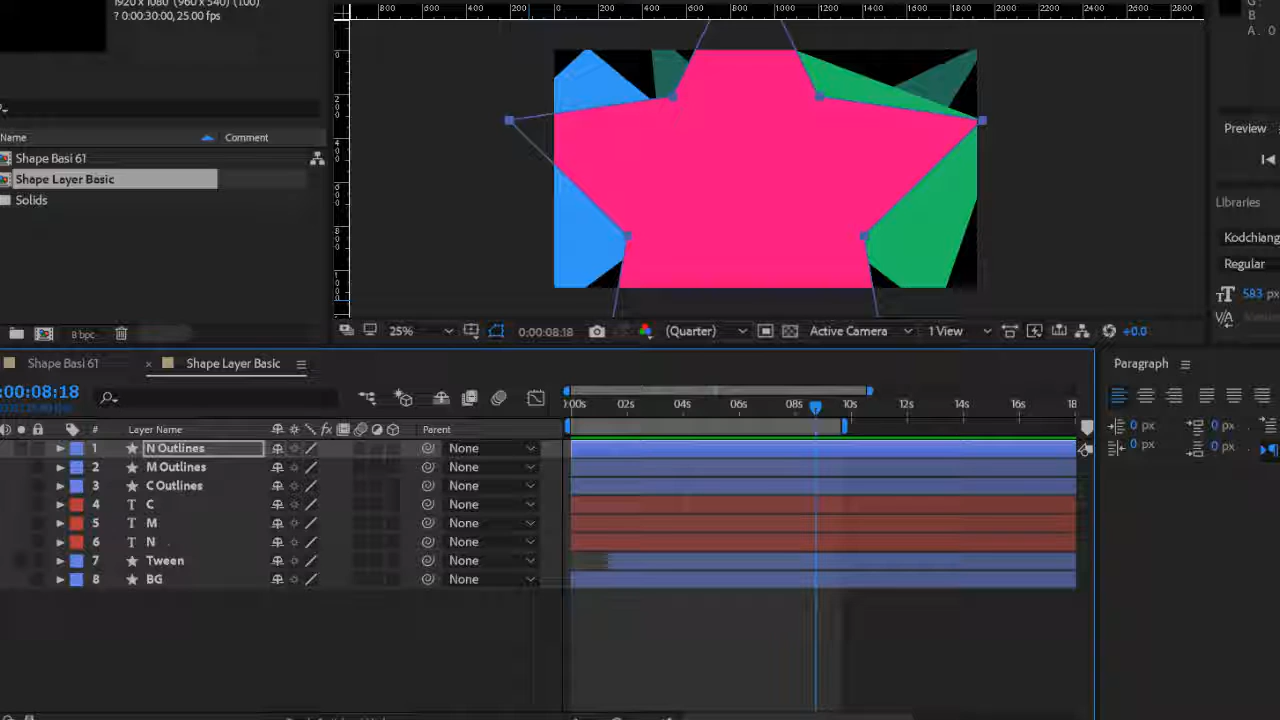 1920 x 1080 (960 x 540) (1.00)
? 0:00:30:00, 25.00 fps
Name
Comment
Shape Basi 61
Shape Layer Basic
Solids
8 bpc
800 600 400 200 0 200 400 600 800 1000 1200 1400 1600 1800 2000 2200 2400 2600 2800
25%
0:00:08:18
(Quarter)
Active Camera
1 View
+0.0
G:
B
A: 0
Preview
Libraries
Kodchiang
Regular
583 px
Paragraph
0 px
0 px
0 px
0 px
Shape Basi 61
Shape Layer Basic
:00:08:18
:00s 02s 04s 06s 08s 10s 12s 14s 16s 18
# Layer Name
Parent
1 N Outlines None
2 M Outlines None
3 C Outlines None
4 T C None
5 T M None
6 T N None
7 Tween None
8 BG None